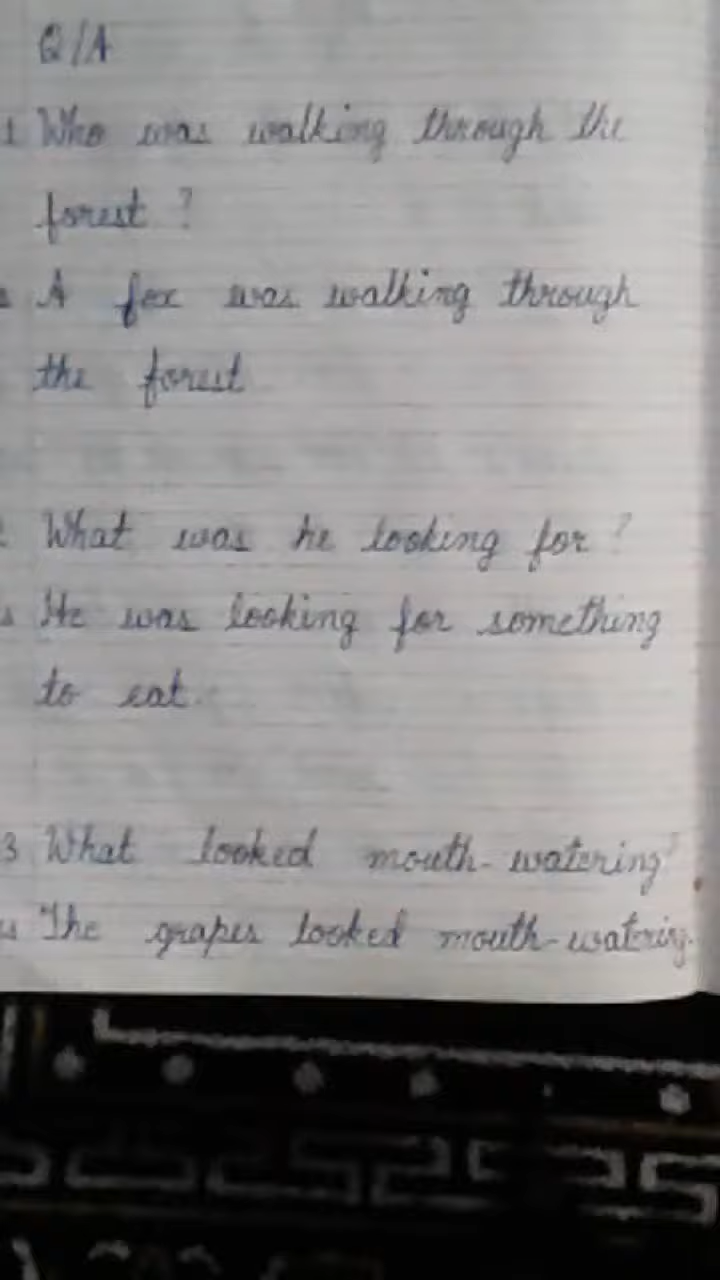 Q/A
1 Who was walking through the
forest ?
s A fox was walking through
the forest
What was he looking for ?
s He was looking for something
to eat.
3 What looked mouth-watering?
s The grapes looked mouth-watering.